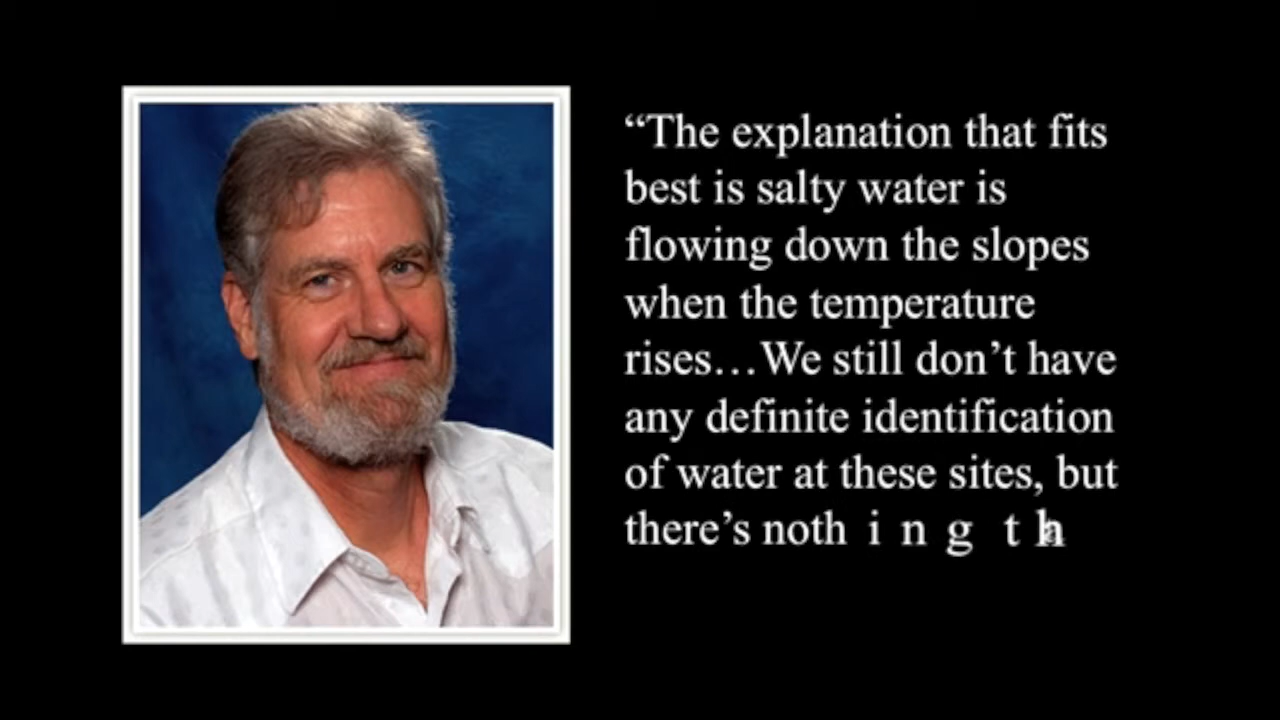 “The explanation that fits
best is salty water is
flowing down the slopes
when the temperature
rises…We still don’t have
any definite identification
of water at these sites, but
there’s nothing